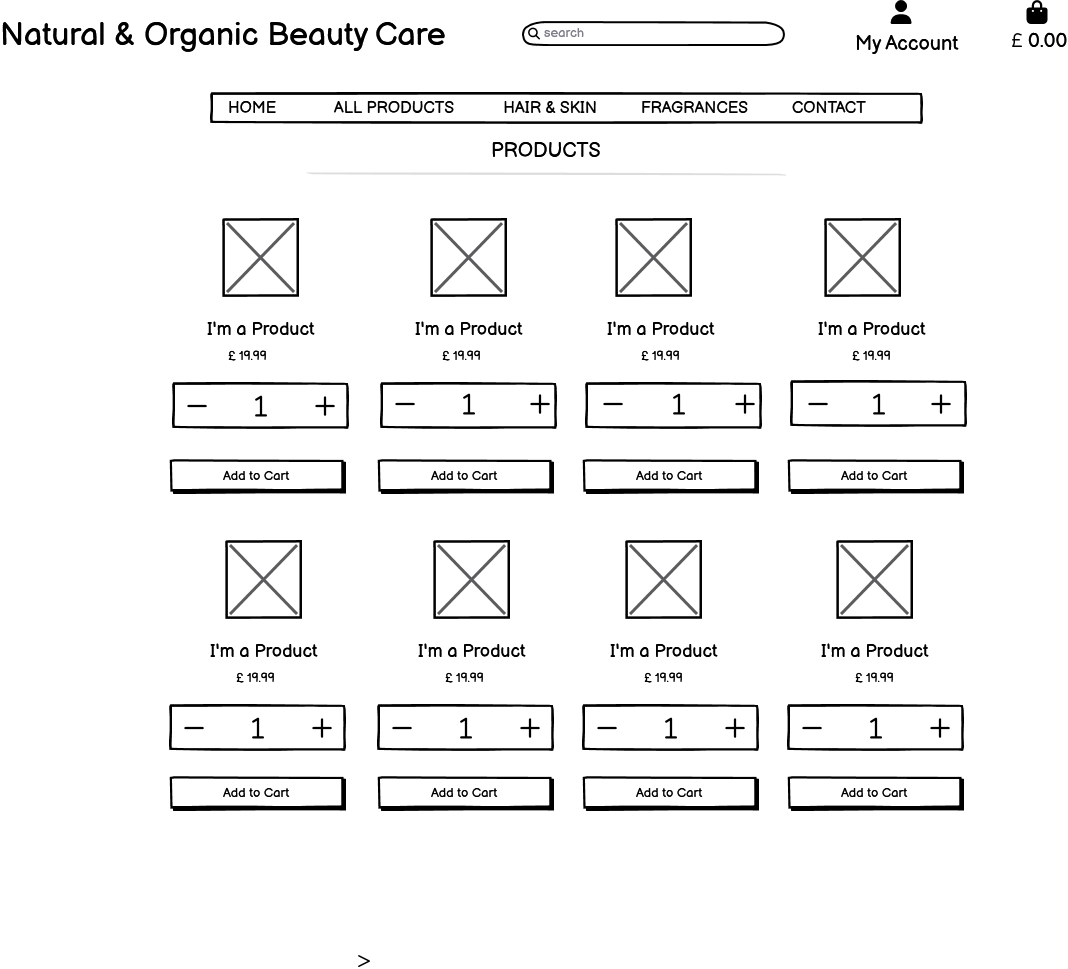 Natural & Organic Beauty Care
search
My Account
£ 0.00
HOME ALL PRODUCTS HAIR & SKIN FRAGRANCES CONTACT
PRODUCTS
I'm a Product I'm a Product I'm a Product I'm a Product
£ 19.99 £ 19.99 £ 19.99 £ 19.99
− 1 + − 1 + − 1 + − 1 +
Add to Cart Add to Cart Add to Cart Add to Cart
I'm a Product I'm a Product I'm a Product I'm a Product
£ 19.99 £ 19.99 £ 19.99 £ 19.99
− 1 + − 1 + − 1 + − 1 +
Add to Cart Add to Cart Add to Cart Add to Cart
>